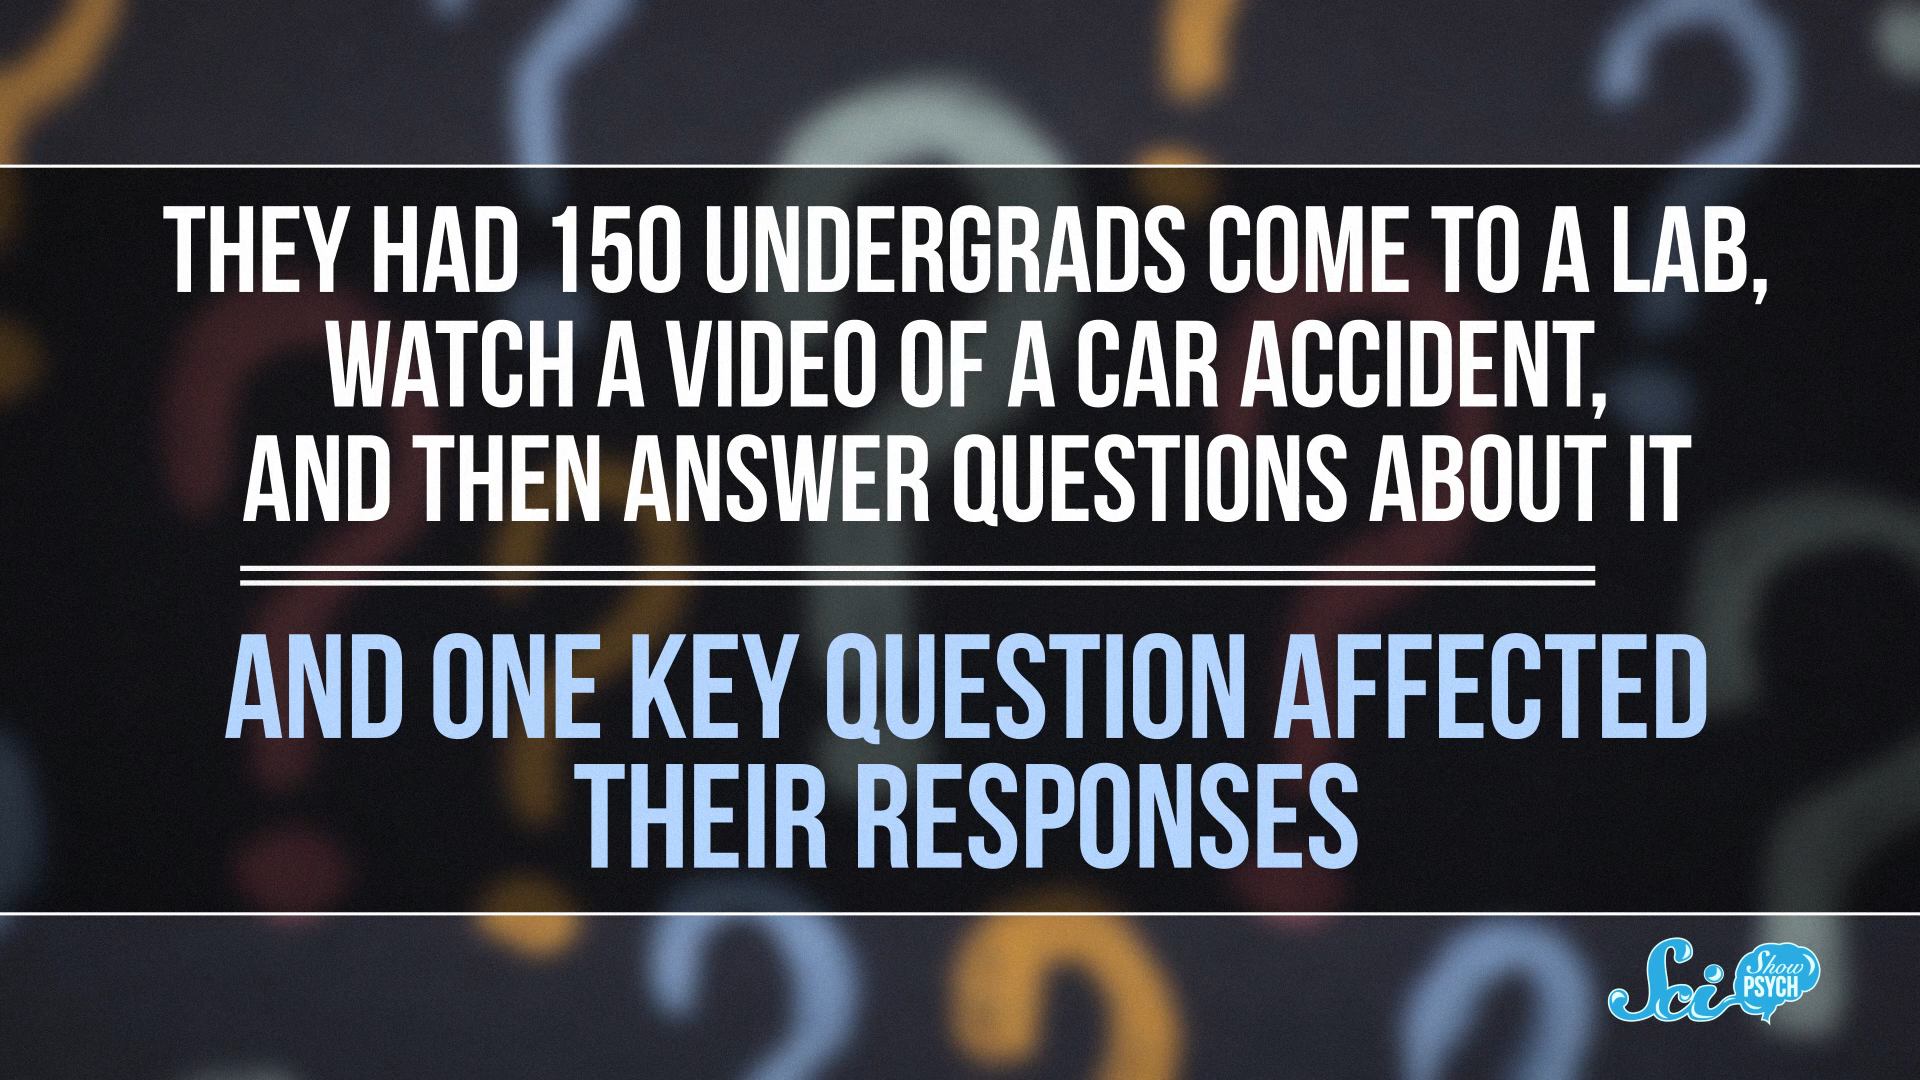 THEY HAD 150 UNDERGRADS COME TO A LAB,
WATCH A VIDEO OF A CAR ACCIDENT,
AND THEN ANSWER QUESTIONS ABOUT IT
AND ONE KEY QUESTION AFFECTED
THEIR RESPONSES
Sci Show
PSYCH